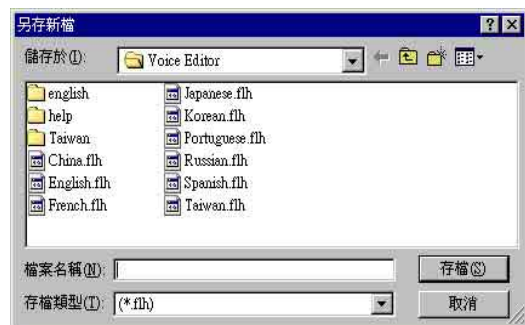 另存新檔
儲存於(I):
Voice Editor
english
help
Taiwan
China.flh
English.flh
French.flh
Japanese.flh
Korean.flh
Portuguese.flh
Russian.flh
Spanish.flh
Taiwan.flh
檔案名稱(N):
存檔(S)
存檔類型(T):
(*.flh)
取消